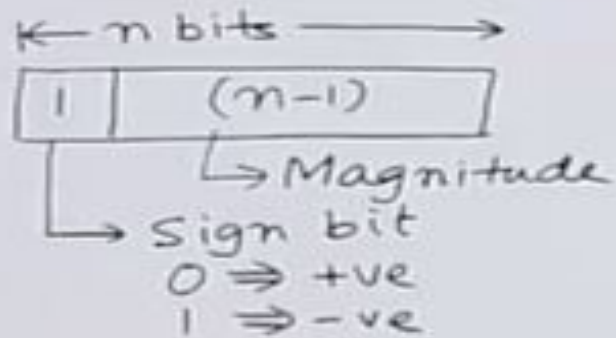 n bits
1 (n-1)
Magnitude
Sign bit
0 ⇒ +ve
1 ⇒ -ve